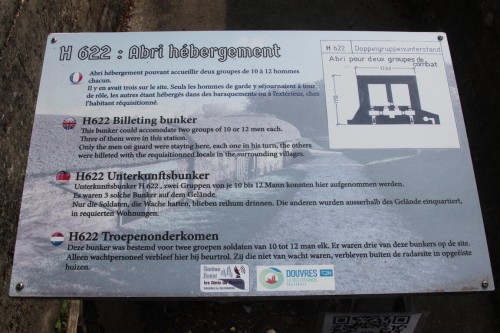 H 622 : Abri hébergement
Abri hébergement pouvant accueillir deux groupes de 10 à 12 hommes
chacun.
Il y en avait trois sur le site. Seuls les hommes de garde y séjournaient à tour
de rôle, les autres étant hébergés dans des baraquements ou à l'extérieur, chez
l'habitant réquisitionné.
H 622 Doppelgruppenunterstand
Abri pour deux groupes de
combat
H622 Billeting bunker
This bunker could accomodate two groups of 10 or 12 men each.
Three of them were in this station.
Only the men on guard were staying here, each one in his turn, the others
were billeted with the requisitionned locals in the surrounding villages.
H622 Unterkunftsbunker
Unterkunftsbunker H 622 , zwei Gruppen von je 10 bis 12 Mann konnten hier aufgenommen werden.
Es waren 3 solche Bunker auf dem Gelände.
Nur die Soldaten, die Wache haften, blieben reihum drinnen. Die anderen wurden ausserhalb des Gelände einquartiert,
in requierten Wohnungen.
H622 Troepenonderkomen
Deze bunker was bestemd voor twee groepen soldaten van 10 tot 12 man elk. Er waren drie van deze bunkers op de site.
Alleen wachtpersoneel verbleef hier bij beurtrol. Zij die niet van wacht waren, verbleven buiten de radarsite in opgeëiste
huizen.
DOUVRES